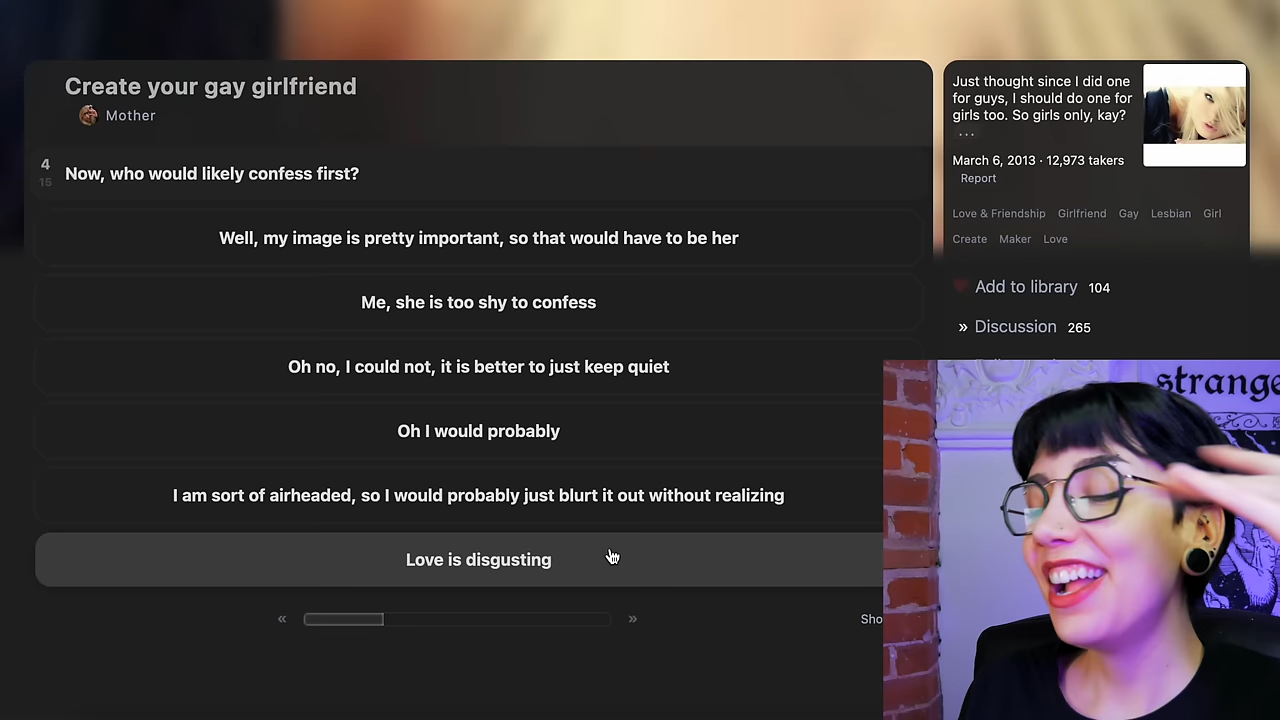 Create your gay girlfriend
Mother
4
15
Now, who would likely confess first?
Well, my image is pretty important, so that would have to be her
Me, she is too shy to confess
Oh no, I could not, it is better to just keep quiet
Oh I would probably
I am sort of airheaded, so I would probably just blurt it out without realizing
Love is disgusting
«
»
Sho
Just thought since I did one
for guys, I should do one for
girls too. So girls only, kay?
...
March 6, 2013 · 12,973 takers
Report
Love & Friendship Girlfriend Gay Lesbian Girl
Create Maker Love
Add to library 104
» Discussion 265
strange